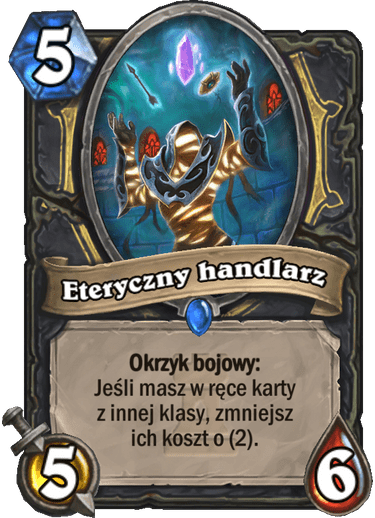 5
Eteryczny handlarz
Okrzyk bojowy:
Jeśli masz w ręce karty
z innej klasy, zmniejsz
ich koszt o (2).
5
6